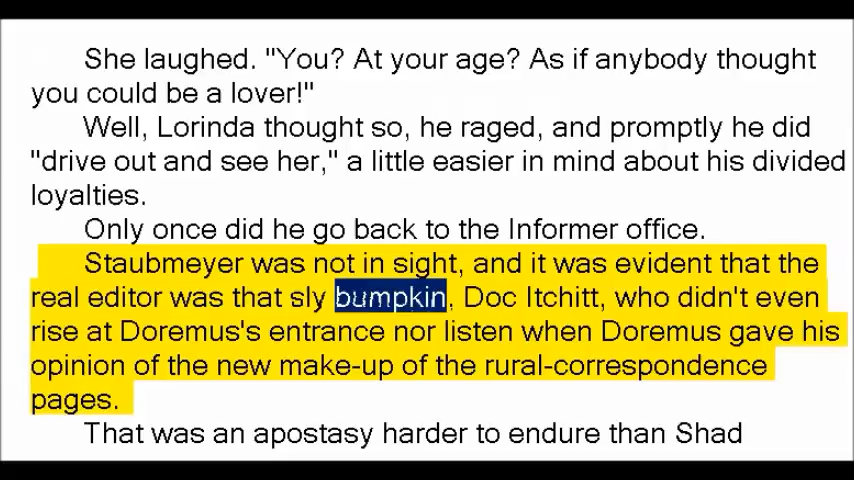 She laughed. "You? At your age? As if anybody thought
you could be a lover!"
Well, Lorinda thought so, he raged, and promptly he did
"drive out and see her," a little easier in mind about his divided
loyalties.
Only once did he go back to the Informer office.
Staubmeyer was not in sight, and it was evident that the
real editor was that sly bumpkin, Doc Itchitt, who didn't even
rise at Doremus's entrance nor listen when Doremus gave his
opinion of the new make-up of the rural-correspondence
pages.
That was an apostasy harder to endure than Shad